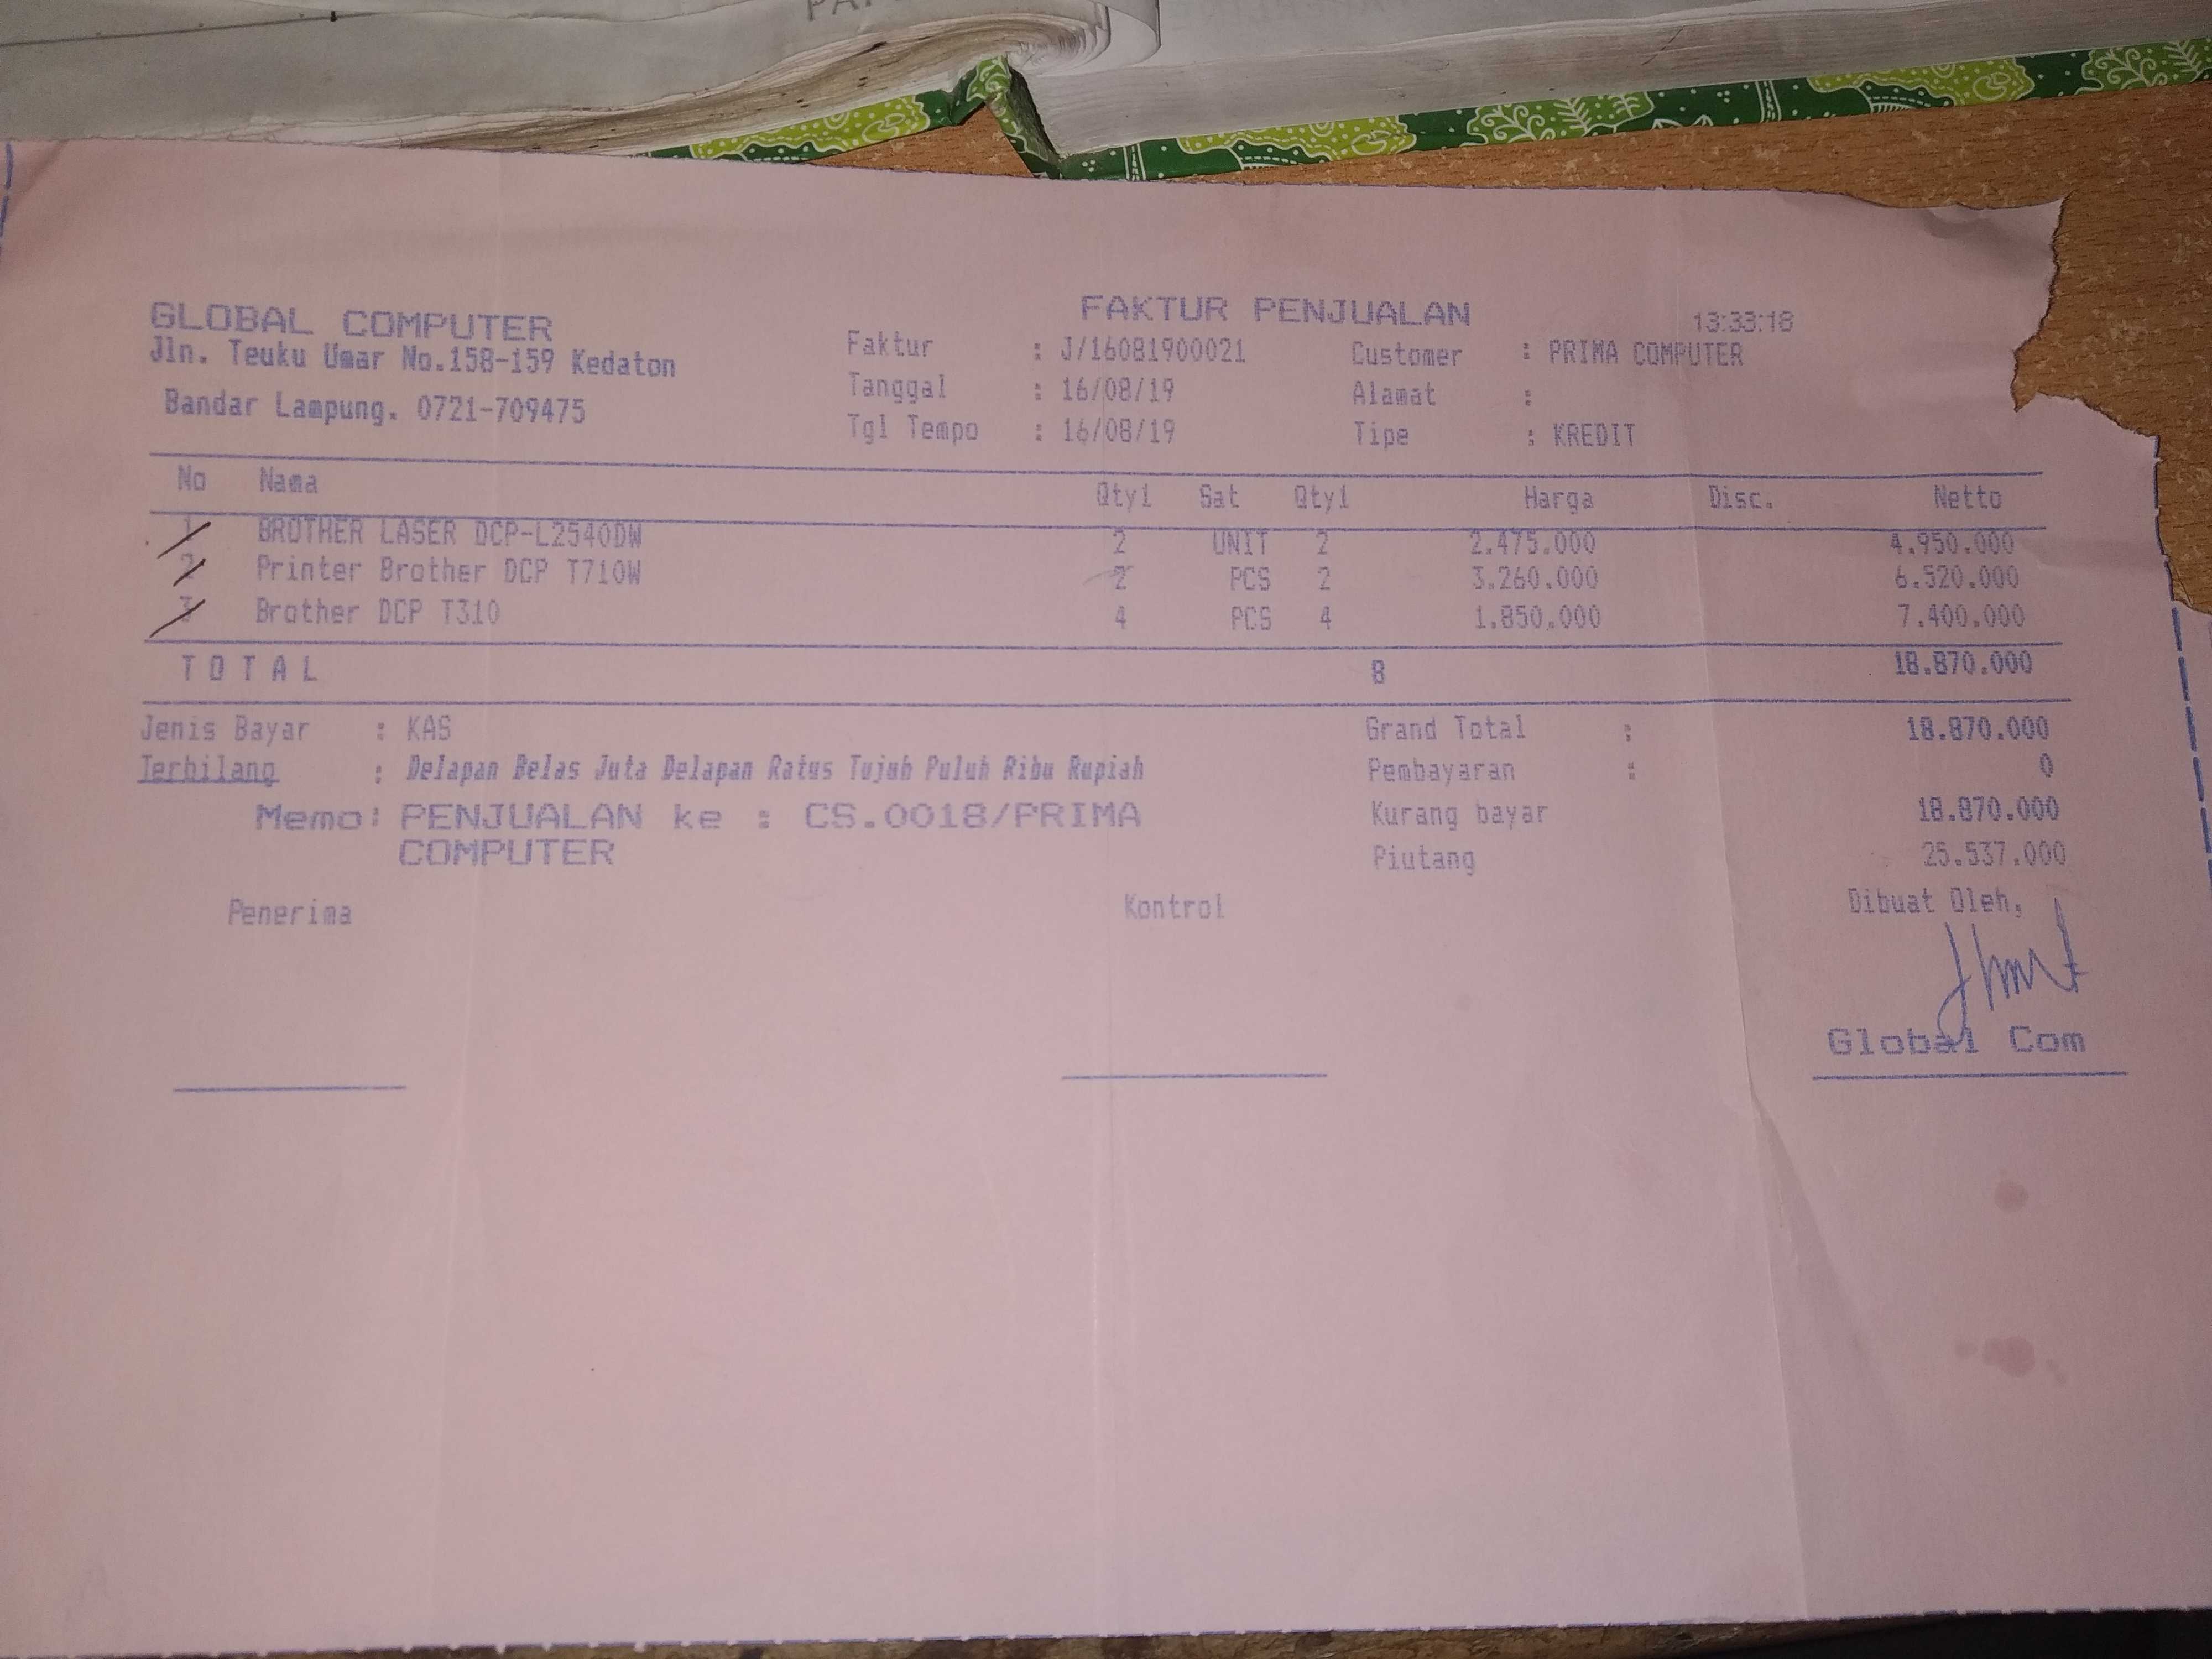 GLOBAL COMPUTER
Jln. Teuku Umar No.158-159 Kedaton
Bandar Lampung. 0721-709475
FAKTUR PENJUALAN
13:33:18
Faktur : J/16081900021 Customer : PRIMA COMPUTER
Tanggal : 16/08/19 Alamat :
Tgl Tempo : 16/08/19 Tipe : KREDIT
No Nama Qty1 Sat Qty1 Harga Disc. Netto
1 BROTHER LASER DCP-L2540DW 2 UNIT 2 2.475.000 4.950.000
2 Printer Brother DCP T710W 2 PCS 2 3.260.000 6.520.000
3 Brother DCP T310 4 PCS 4 1.850.000 7.400.000
T O T A L 8 18.870.000
Jenis Bayar : KAS Grand Total : 18.870.000
Terbilang : Delapan Belas Juta Delapan Ratus Tujuh Puluh Ribu Rupiah Pembayaran : 0
Memo: PENJUALAN ke : CS.0018/PRIMA Kurang bayar 18.870.000
COMPUTER Piutang 25.537.000
Penerima Kontrol Dibuat Oleh,
Global Com